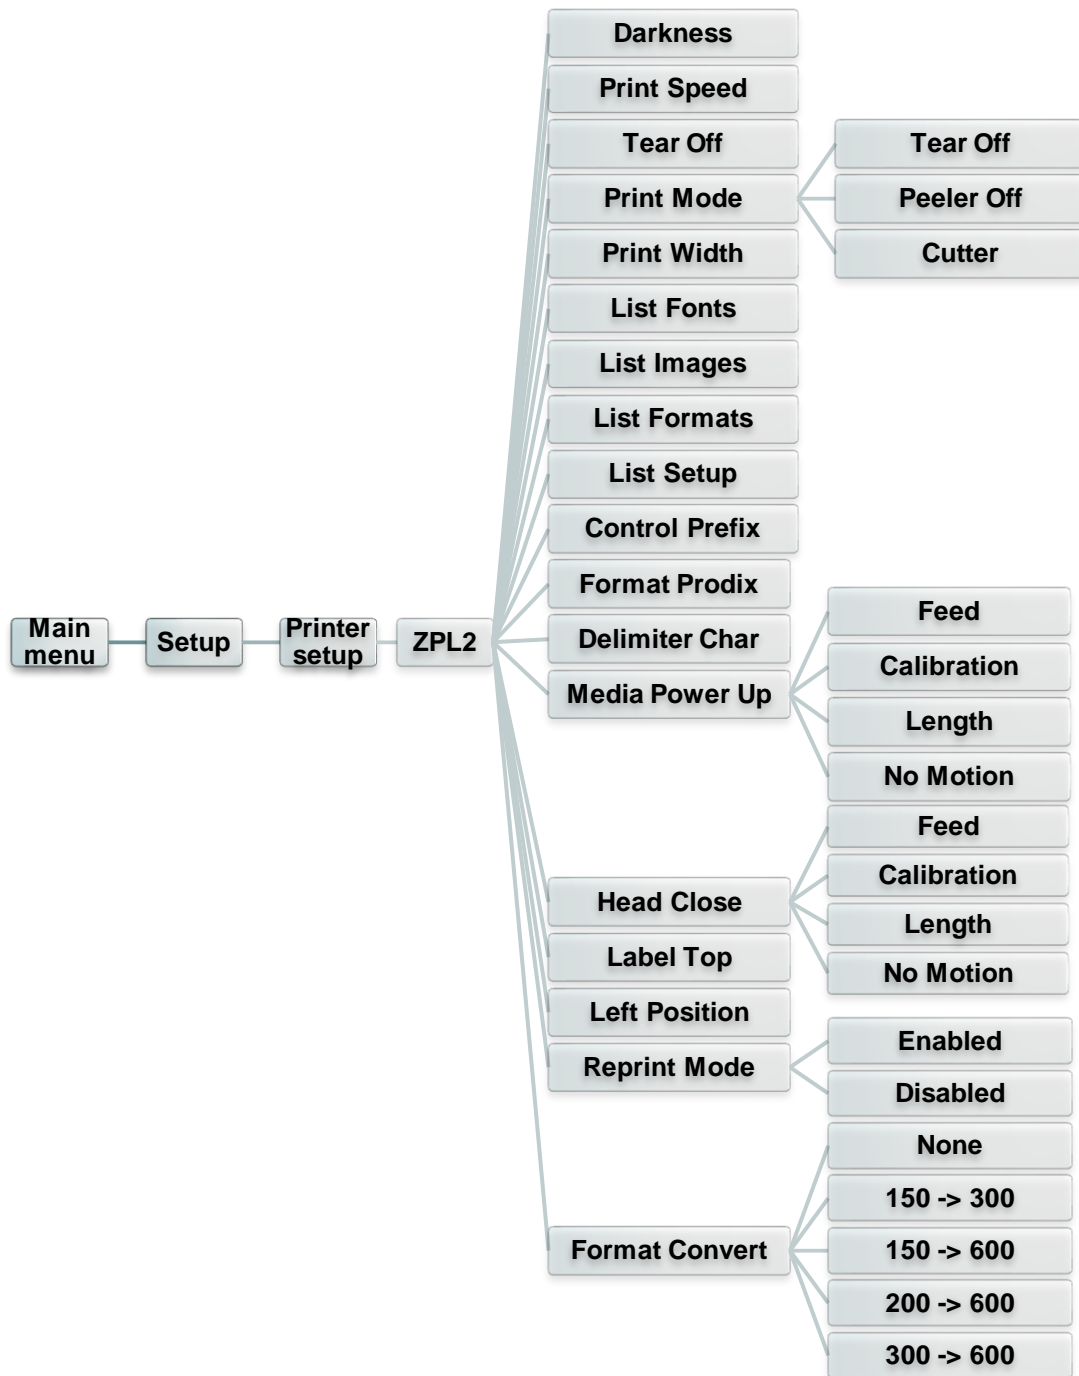 Main
menu
Setup
Printer
setup
ZPL2
Darkness
Print Speed
Tear Off
Print Mode
Tear Off
Peeler Off
Cutter
Print Width
List Fonts
List Images
List Formats
List Setup
Control Prefix
Format Prodix
Delimiter Char
Media Power Up
Feed
Calibration
Length
No Motion
Head Close
Feed
Calibration
Length
No Motion
Label Top
Left Position
Reprint Mode
Enabled
Disabled
Format Convert
None
150 -> 300
150 -> 600
200 -> 600
300 -> 600